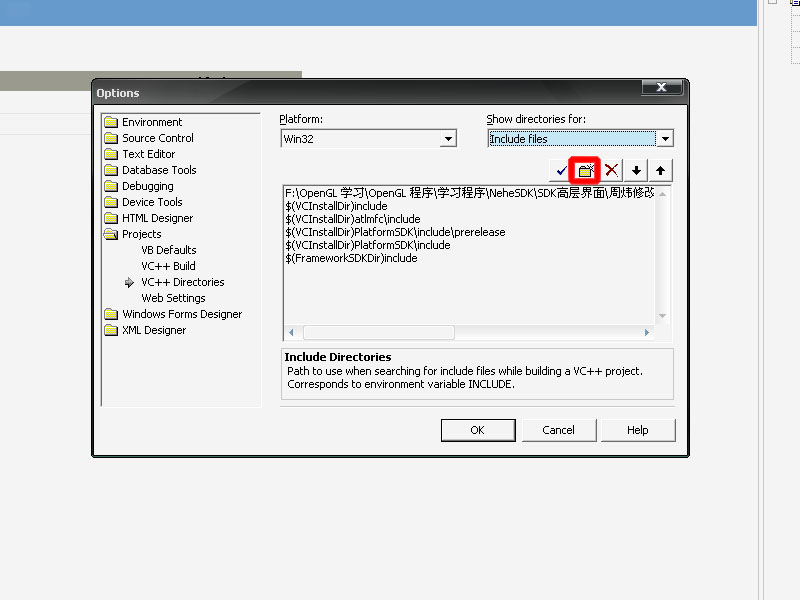 Options
Platform:
Show directories for:
Win32
Include files
Environment
Source Control
Text Editor
Database Tools
Debugging
Device Tools
HTML Designer
Projects
VB Defaults
VC++ Build
VC++ Directories
Web Settings
Windows Forms Designer
XML Designer
F:\OpenGL 学习\OpenGL 程序\学习程序\NeheSDK\SDK高层界面\周炜修改
$(VCInstallDir)include
$(VCInstallDir)atlmfc\include
$(VCInstallDir)PlatformSDK\include\prerelease
$(VCInstallDir)PlatformSDK\include
$(FrameworkSDKDir)include
Include Directories
Path to use when searching for include files while building a VC++ project.
Corresponds to environment variable INCLUDE.
OK
Cancel
Help